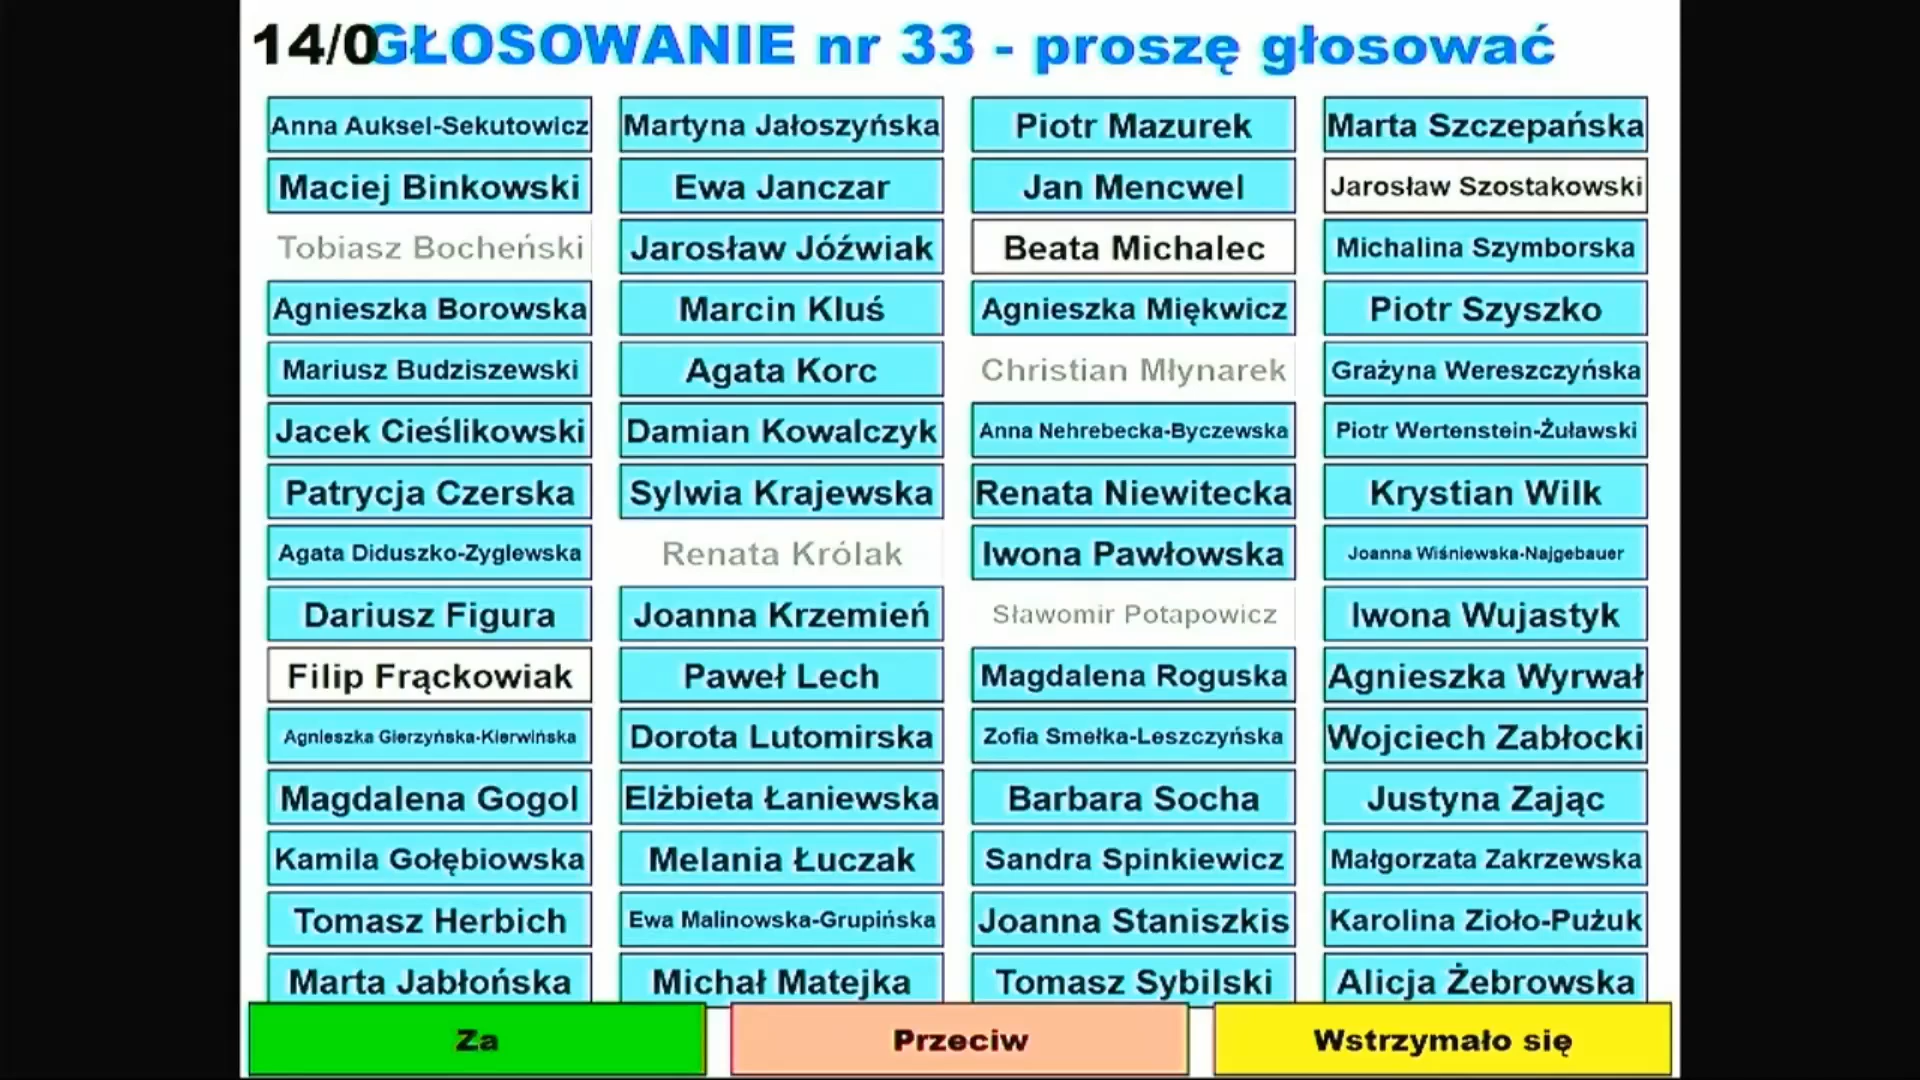 14/0 GŁOSOWANIE nr 33 - proszę głosować
Anna Auksel-Sekutowicz Martyna Jałoszyńska Piotr Mazurek Marta Szczepańska
Maciej Binkowski Ewa Janczar Jan Mencwel Jarosław Szostakowski
Tobiasz Bocheński Jarosław Jóźwiak Beata Michalec Michalina Szymborska
Agnieszka Borowska Marcin Kluś Agnieszka Miękwicz Piotr Szyszko
Mariusz Budziszewski Agata Korc Christian Młynarek Grażyna Wereszczyńska
Jacek Cieślikowski Damian Kowalczyk Anna Nehrebecka-Byczewska Piotr Wertenstein-Żuławski
Patrycja Czerska Sylwia Krajewska Renata Niewitecka Krystian Wilk
Agata Diduszko-Zyglewska Renata Królak Iwona Pawłowska Joanna Wiśniewska-Najgebauer
Dariusz Figura Joanna Krzemień Sławomir Potapowicz Iwona Wujastyk
Filip Frąckowiak Paweł Lech Magdalena Roguska Agnieszka Wyrwał
Agnieszka Gierzyńska-Kierwińska Dorota Lutomirska Zofia Smełka-Leszczyńska Wojciech Zabłocki
Magdalena Gogol Elżbieta Łaniewska Barbara Socha Justyna Zając
Kamila Gołębiowska Melania Łuczak Sandra Spinkiewicz Małgorzata Zakrzewska
Tomasz Herbich Ewa Malinowska-Grupińska Joanna Staniszkis Karolina Zioło-Pużuk
Marta Jabłońska Michał Matejka Tomasz Sybilski Alicja Żebrowska
Za Przeciw Wstrzymało się